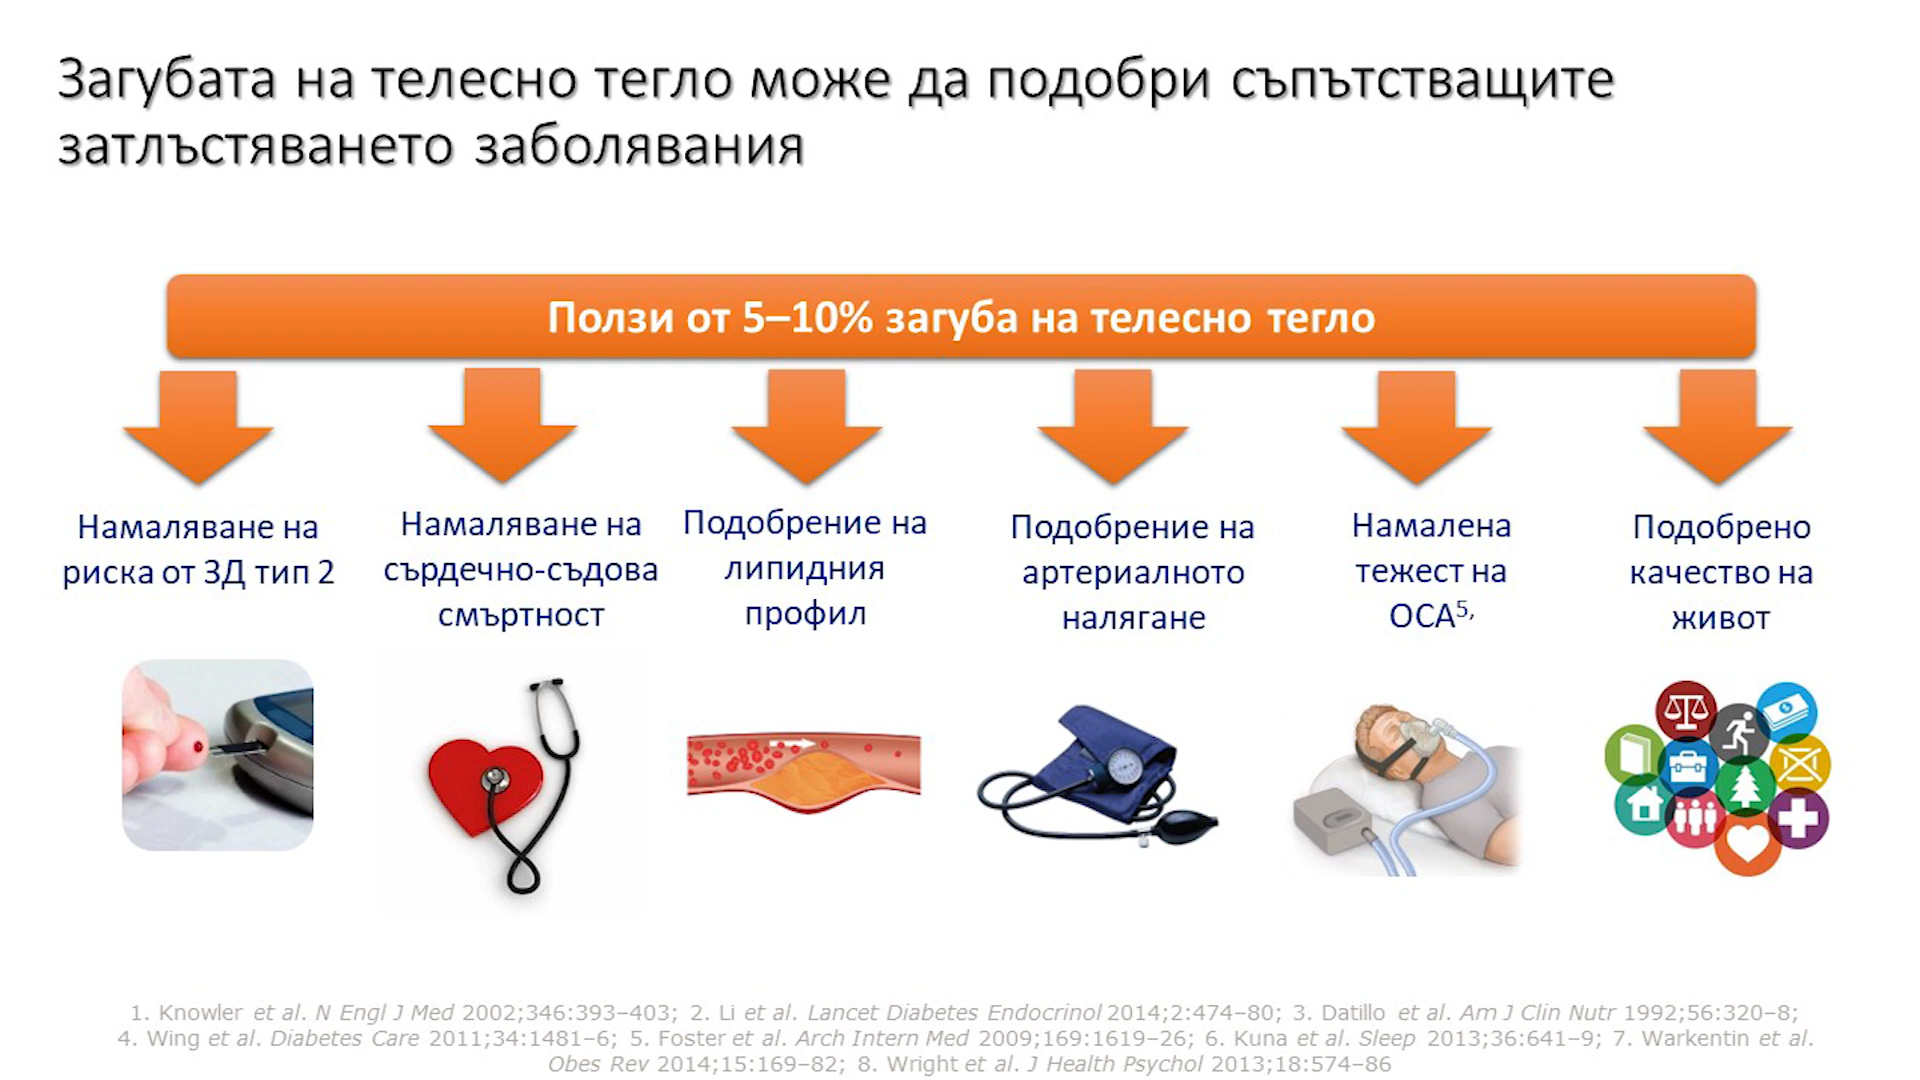 Загубата на телесно тегло може да подобри съпътстващите
затлъстяването заболявания
Ползи от 5–10% загуба на телесно тегло
Намаляване на
риска от ЗД тип 2
Намаляване на
сърдечно-съдова
смъртност
Подобрение на
липидния
профил
Подобрение на
артериалното
налягане
Намалена
тежест на
ОСА⁵,
Подобрено
качество на
живот
1. Knowler et al. N Engl J Med 2002;346:393–403; 2. Li et al. Lancet Diabetes Endocrinol 2014;2:474–80; 3. Datillo et al. Am J Clin Nutr 1992;56:320–8;
4. Wing et al. Diabetes Care 2011;34:1481–6; 5. Foster et al. Arch Intern Med 2009;169:1619–26; 6. Kuna et al. Sleep 2013;36:641–9; 7. Warkentin et al.
Obes Rev 2014;15:169–82; 8. Wright et al. J Health Psychol 2013;18:574–86